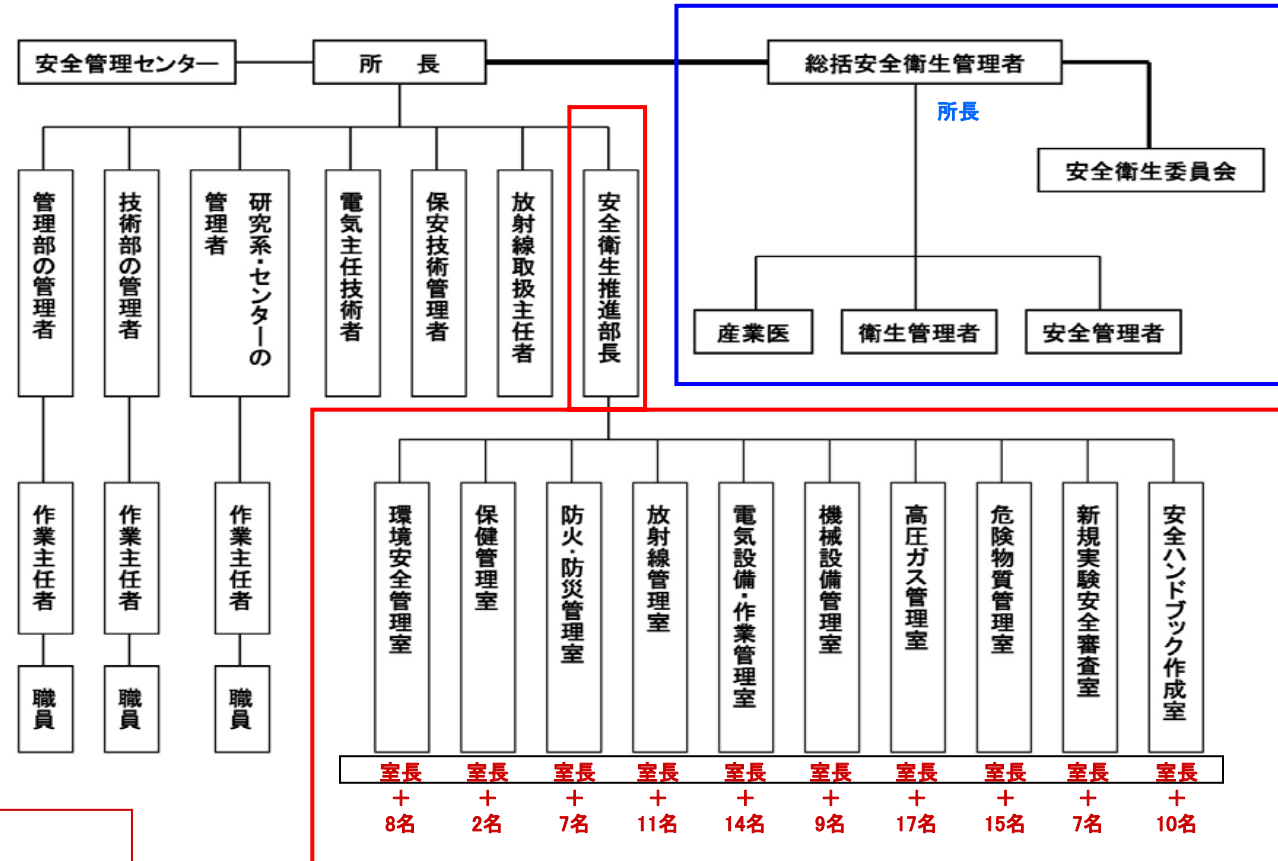 安全管理センター
所　長
総括安全衛生管理者
所長
安全衛生委員会
産業医
衛生管理者
安全管理者
管理部の管理者
技術部の管理者
研究系・センターの
管理者
電気主任技術者
保安技術管理者
放射線取扱主任者
安全衛生推進部長
作業主任者
作業主任者
作業主任者
職員
職員
職員
環境安全管理室
保健管理室
防火・防災管理室
放射線管理室
電気設備・作業管理室
機械設備管理室
高圧ガス管理室
危険物質管理室
新規実験安全審査室
安全ハンドブック作成室
室長 室長 室長 室長 室長 室長 室長 室長 室長 室長
＋ ＋ ＋ ＋ ＋ ＋ ＋ ＋ ＋ ＋
8名 2名 7名 11名 14名 9名 17名 15名 7名 10名